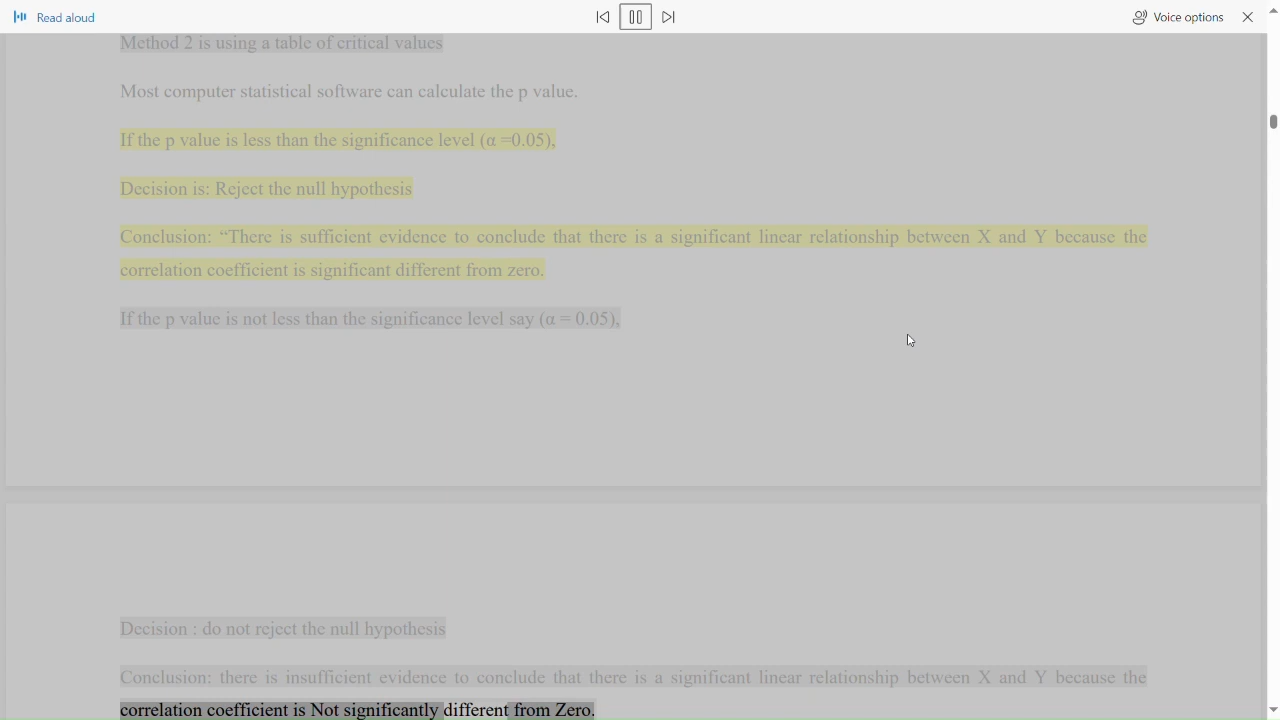 Read aloud
Voice options
Method 2 is using a table of critical values
Most computer statistical software can calculate the p value.
If the p value is less than the significance level (α =0.05),
Decision is: Reject the null hypothesis
Conclusion: “There is sufficient evidence to conclude that there is a significant linear relationship between X and Y because the
correlation coefficient is significant different from zero.
If the p value is not less than the significance level say (α = 0.05),
Decision : do not reject the null hypothesis
Conclusion: there is insufficient evidence to conclude that there is a significant linear relationship between X and Y because the
correlation coefficient is Not significantly different from Zero.